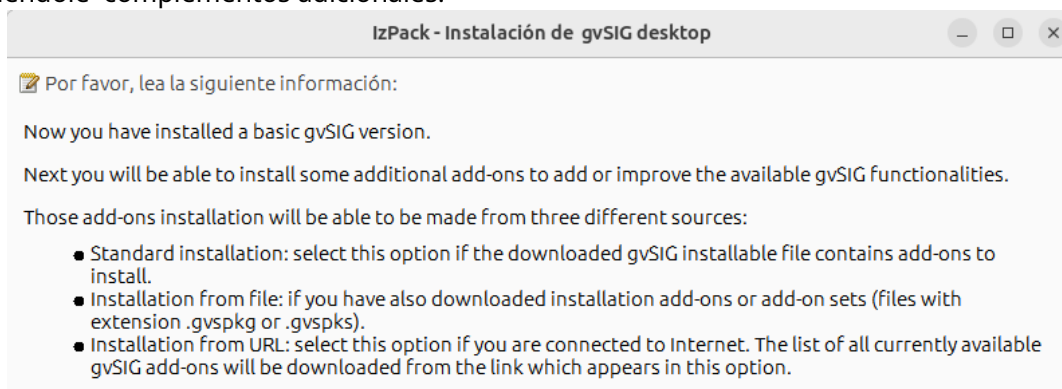 complementos adicionales.
IzPack - Instalación de gvSIG desktop
Por favor, lea la siguiente información:
Now you have installed a basic gvSIG version.
Next you will be able to install some additional add-ons to add or improve the available gvSIG functionalities.
Those add-ons installation will be able to be made from three different sources:
● Standard installation: select this option if the downloaded gvSIG installable file contains add-ons to
install.
● Installation from file: if you have also downloaded installation add-ons or add-on sets (files with
extension .gvspkg or .gvspks).
● Installation from URL: select this option if you are connected to Internet. The list of all currently available
gvSIG add-ons will be downloaded from the link which appears in this option.